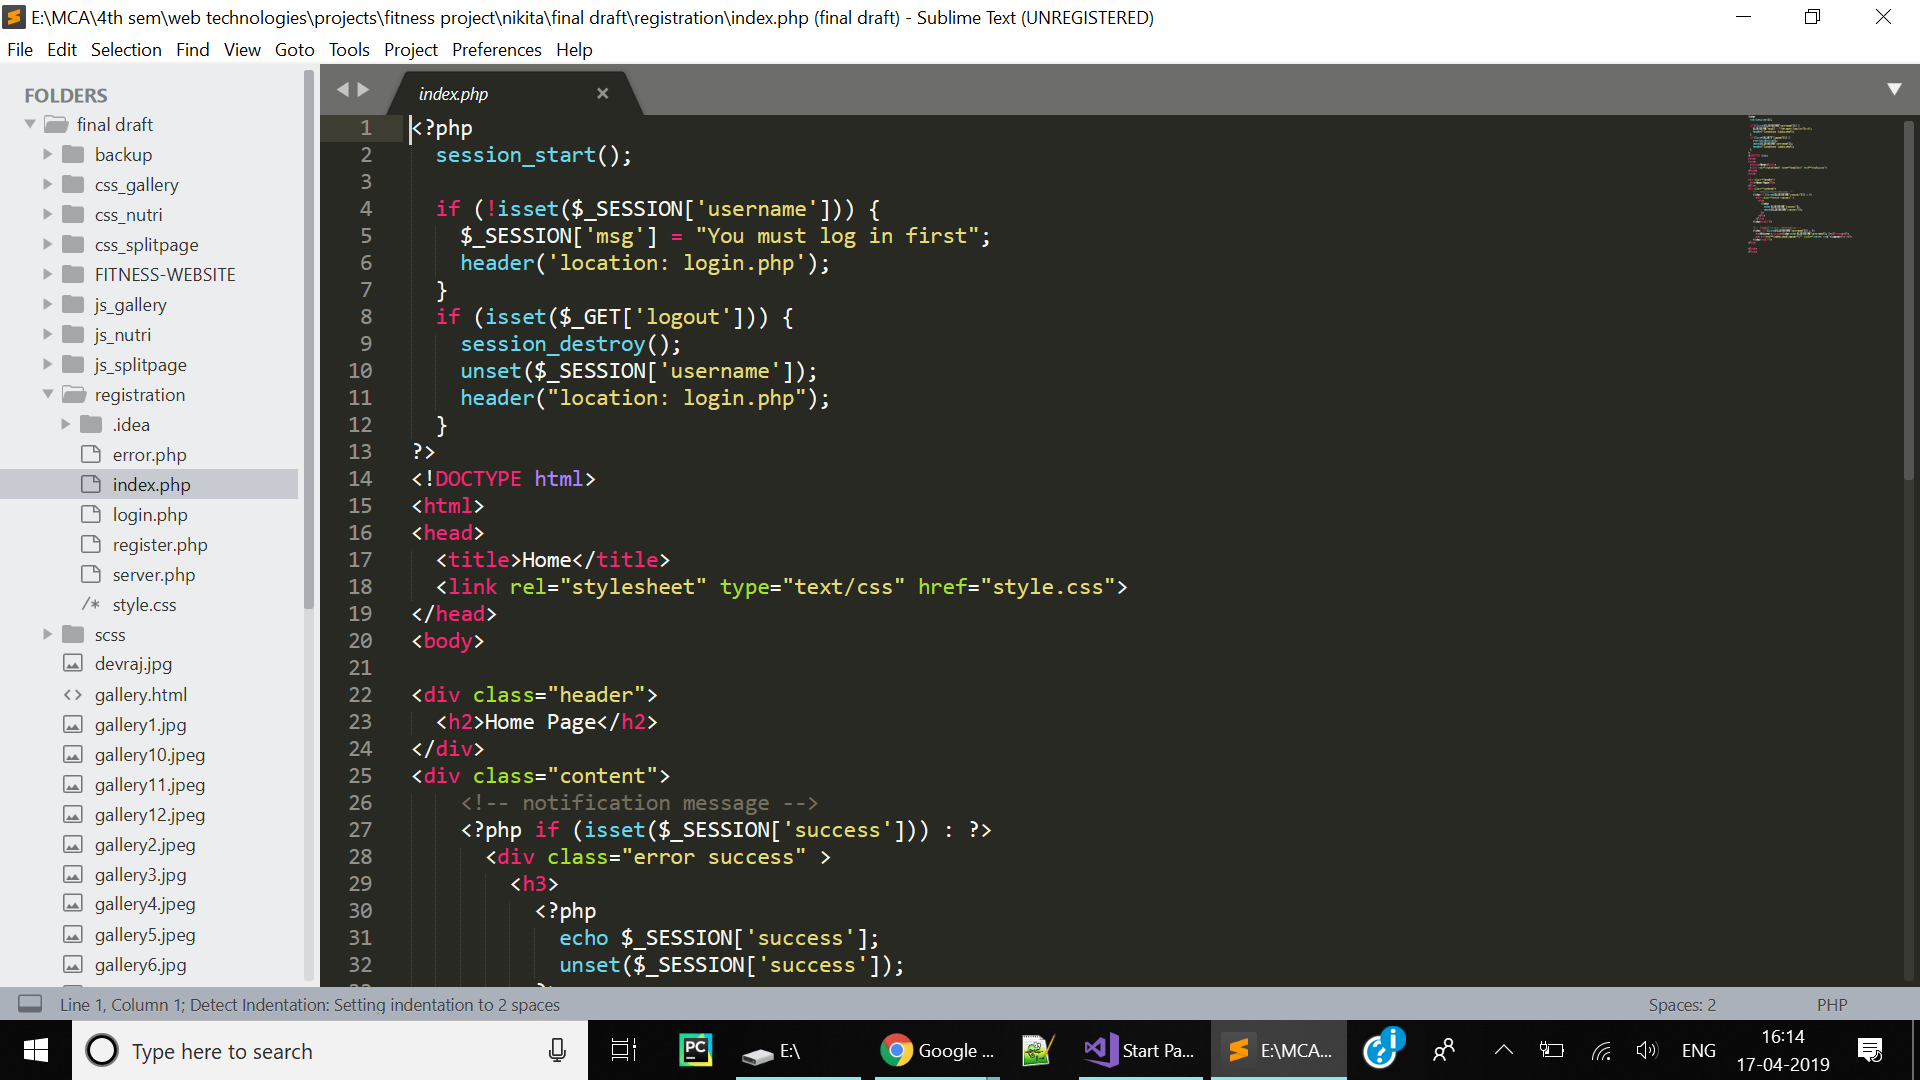 E:\MCA\4th sem\web technologies\projects\fitness project\nikita\final draft\registration\index.php (final draft) - Sublime Text (UNREGISTERED)
File Edit Selection Find View Goto Tools Project Preferences Help
FOLDERS
final draft
backup
css_gallery
css_nutri
css_splitpage
FITNESS-WEBSITE
js_gallery
js_nutri
js_splitpage
registration
.idea
error.php
index.php
login.php
register.php
server.php
/* style.css
scss
devraj.jpg
<> gallery.html
gallery1.jpg
gallery10.jpeg
gallery11.jpeg
gallery12.jpeg
gallery2.jpeg
gallery3.jpg
gallery4.jpeg
gallery5.jpeg
gallery6.jpg
index.php ×
1 <?php
2   session_start();
3
4   if (!isset($_SESSION['username'])) {
5     $_SESSION['msg'] = "You must log in first";
6     header('location: login.php');
7   }
8   if (isset($_GET['logout'])) {
9     session_destroy();
10     unset($_SESSION['username']);
11     header("location: login.php");
12   }
13 ?>
14 <!DOCTYPE html>
15 <html>
16 <head>
17   <title>Home</title>
18   <link rel="stylesheet" type="text/css" href="style.css">
19 </head>
20 <body>
21
22 <div class="header">
23   <h2>Home Page</h2>
24 </div>
25 <div class="content">
26     <!-- notification message -->
27     <?php if (isset($_SESSION['success'])) : ?>
28       <div class="error success" >
29         <h3>
30           <?php
31             echo $_SESSION['success'];
32             unset($_SESSION['success']);
Line 1, Column 1; Detect Indentation: Setting indentation to 2 spaces
Spaces: 2
PHP
Type here to search
PC
E:\
Google ...
Start Pa...
E:\MCA...
ENG
16:14
17-04-2019